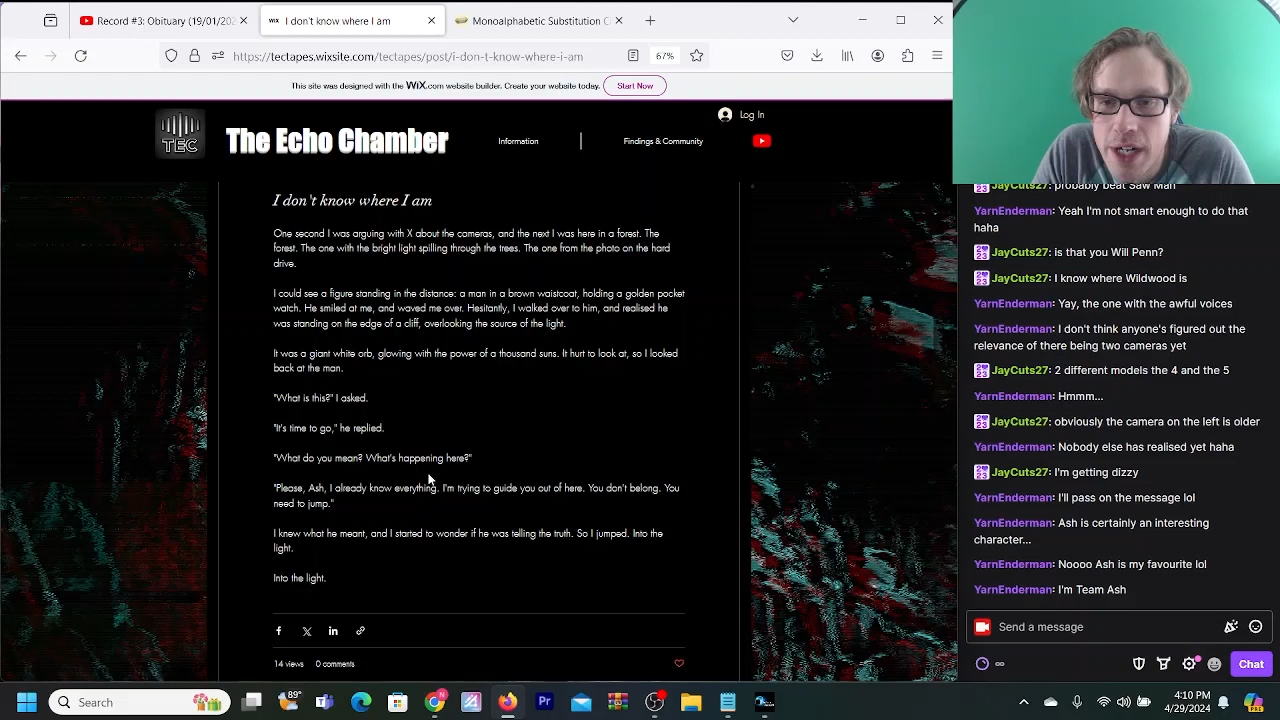 Record #3: Obituary (19/01/202
I don't know where I am
Monoalphabetic Substitution C
https://tectapes.wixsite.com/tectapes/post/i-don-t-know-where-i-am
67%
This site was designed with the WiX.com website builder. Create your website today. Start Now
Log In
TEC
The Echo Chamber
Information
Findings & Community
I don't know where I am
One second I was arguing with X about the cameras, and the next I was here in a forest. The
forest. The one with the bright light spilling through the trees. The one from the photo on the hard
drive.
I could see a figure standing in the distance: a man in a brown waistcoat, holding a golden pocket
watch. He smiled at me, and waved me over. Hesitantly, I walked over to him, and realised he
was standing on the edge of a cliff, overlooking the source of the light.
It was a giant white orb, glowing with the power of a thousand suns. It hurt to look at, so I looked
back at the man.
"What is this?" I asked.
"It's time to go," he replied.
"What do you mean? What's happening here?"
"Please, Ash, I already know everything. I'm trying to guide you out of here. You don't belong. You
need to jump."
I knew what he meant, and I started to wonder if he was telling the truth. So I jumped. Into the
light.
Into the light.
14 views 0 comments
JayCuts27: probably beat Saw Man
YarnEnderman: Yeah I'm not smart enough to do that
haha
JayCuts27: is that you Will Penn?
JayCuts27: I know where Wildwood is
YarnEnderman: Yay, the one with the awful voices
YarnEnderman: I don't think anyone's figured out the
relevance of there being two cameras yet
JayCuts27: 2 different models the 4 and the 5
YarnEnderman: Hmmm...
JayCuts27: obviously the camera on the left is older
YarnEnderman: Nobody else has realised yet haha
JayCuts27: I'm getting dizzy
YarnEnderman: I'll pass on the message lol
YarnEnderman: Ash is certainly an interesting
character...
YarnEnderman: Noooo Ash is my favourite lol
YarnEnderman: I'm Team Ash
Send a message
Chat
Search
89°
4:10 PM
4/29/2024